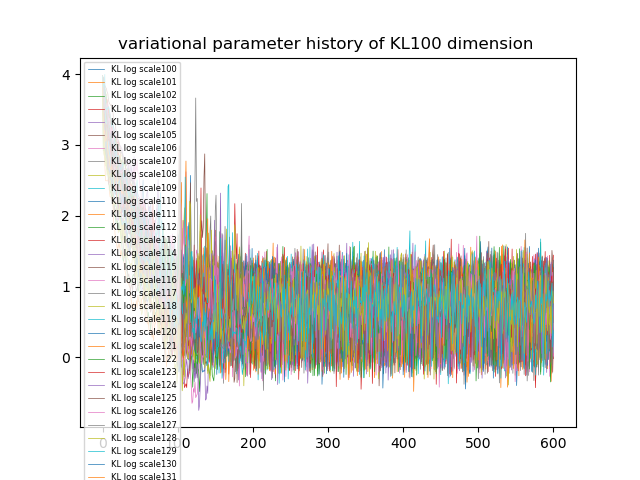 variational parameter history of KL100 dimension
4
3
2
1
0
KL log scale100
KL log scale101
KL log scale102
KL log scale103
KL log scale104
KL log scale105
KL log scale106
KL log scale107
KL log scale108
KL log scale109
KL log scale110
KL log scale111
KL log scale112
KL log scale113
KL log scale114
KL log scale115
KL log scale116
KL log scale117
KL log scale118
KL log scale119
KL log scale120
KL log scale121
KL log scale122
KL log scale123
KL log scale124
KL log scale125
KL log scale126
KL log scale127
KL log scale128
KL log scale129
KL log scale130
KL log scale131
0 100 200 300 400 500 600